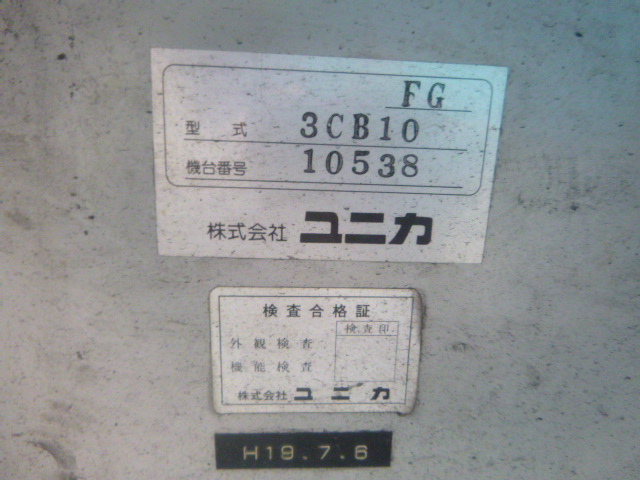 FG
型式 3CB10
機台番号 10538
株式会社 ユニカ
検査合格証
検査印
外観検査
機能検査
株式会社 ユニカ
H19.7.6